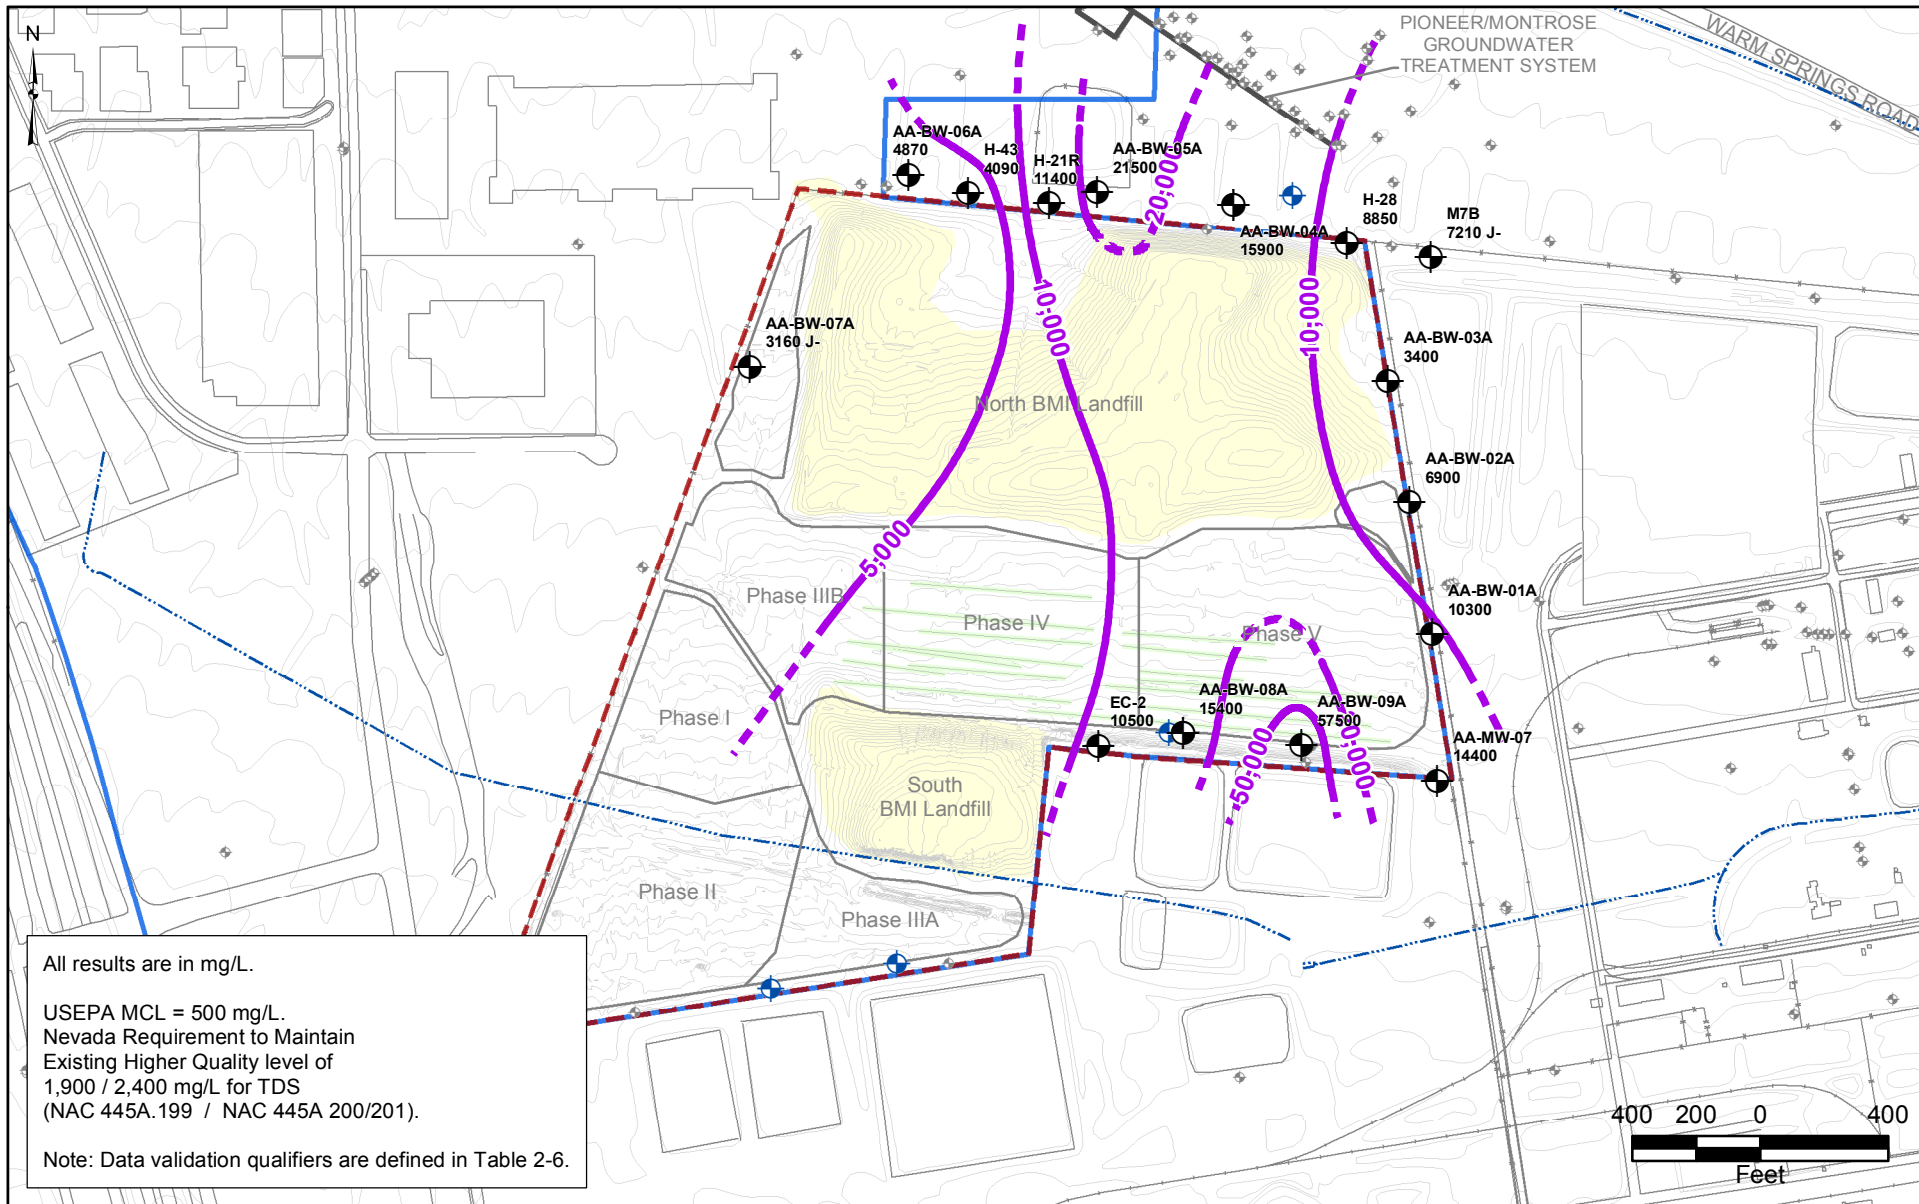 N
PIONEER/MONTROSE
GROUNDWATER
TREATMENT SYSTEM
WARM SPRINGS ROAD
AA-BW-06A
4870
H-43
4090
H-21R
11400
AA-BW-05A
21500
20,000
AA-BW-04A
15900
H-28
8850
M7B
7210 J-
AA-BW-07A
3160 J-
10,000
10,000
AA-BW-03A
3400
North BMI Landfill
AA-BW-02A
6900
5,000
Phase IIIB
Phase IV
Phase V
AA-BW-01A
10300
Phase I
EC-2
10500
AA-BW-08A
15400
AA-BW-09A
57500
AA-MW-07
14400
50,000
South
BMI Landfill
Phase II
Phase IIIA
All results are in mg/L.
USEPA MCL = 500 mg/L.
Nevada Requirement to Maintain
Existing Higher Quality level of
1,900 / 2,400 mg/L for TDS
(NAC 445A.199 / NAC 445A 200/201).
Note: Data validation qualifiers are defined in Table 2-6.
400 200 0 400
Feet